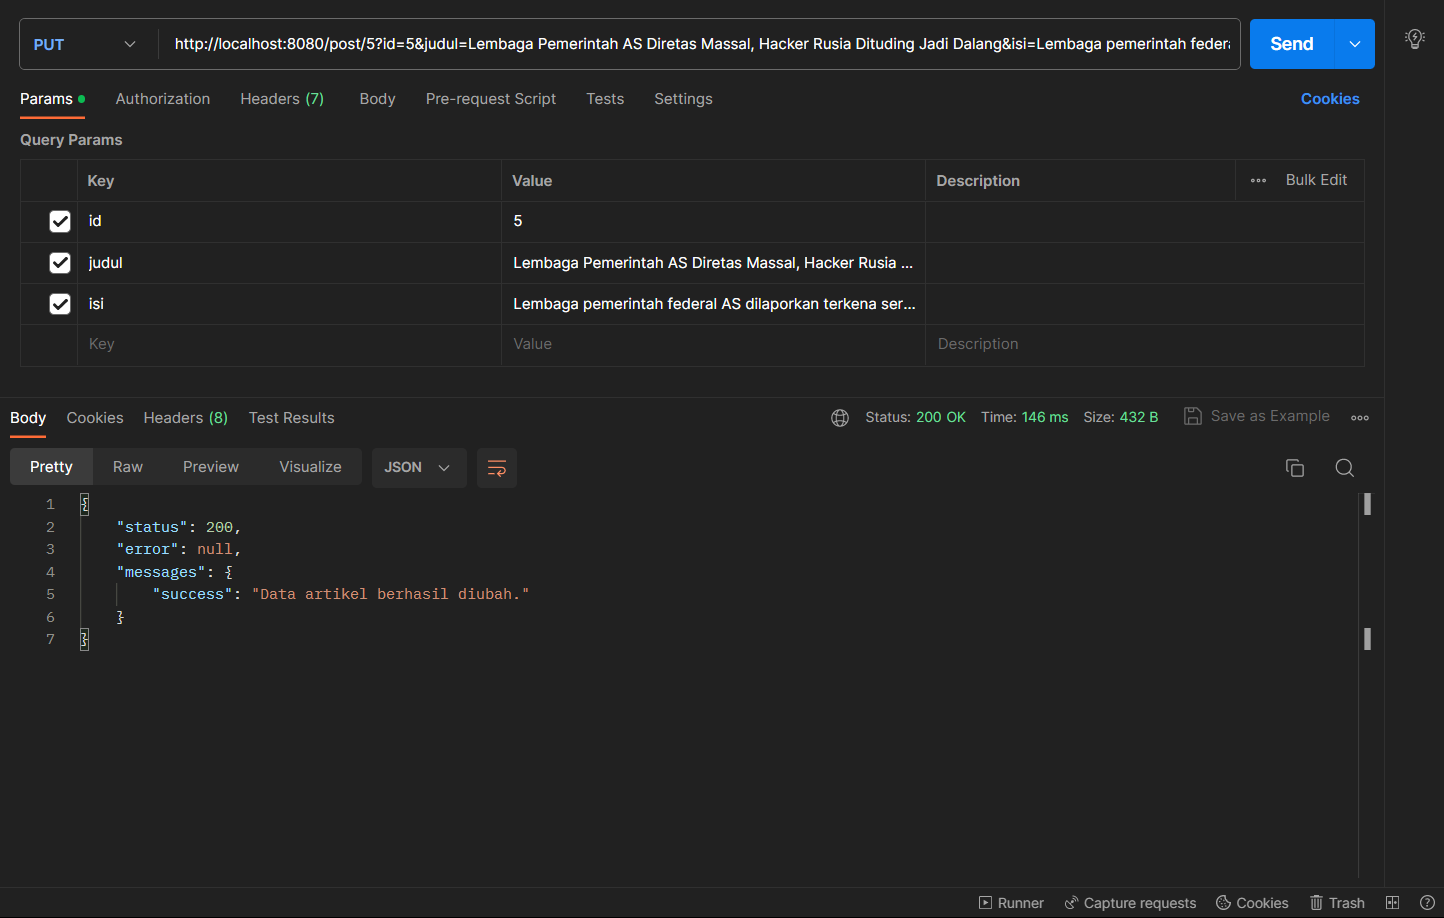 PUT http://localhost:8080/post/5?id=5&judul=Lembaga Pemerintah AS Diretas Massal, Hacker Rusia Dituding Jadi Dalang&isi=Lembaga pemerintah federa Send
Params Authorization Headers (7) Body Pre-request Script Tests Settings Cookies
Query Params
Key Value Description Bulk Edit
id 5
judul Lembaga Pemerintah AS Diretas Massal, Hacker Rusia ...
isi Lembaga pemerintah federal AS dilaporkan terkena ser...
Key Value Description
Body Cookies Headers (8) Test Results Status: 200 OK Time: 146 ms Size: 432 B Save as Example
Pretty Raw Preview Visualize JSON
1 {
2 "status": 200,
3 "error": null,
4 "messages": {
5 "success": "Data artikel berhasil diubah."
6 }
7 }
Runner Capture requests Cookies Trash